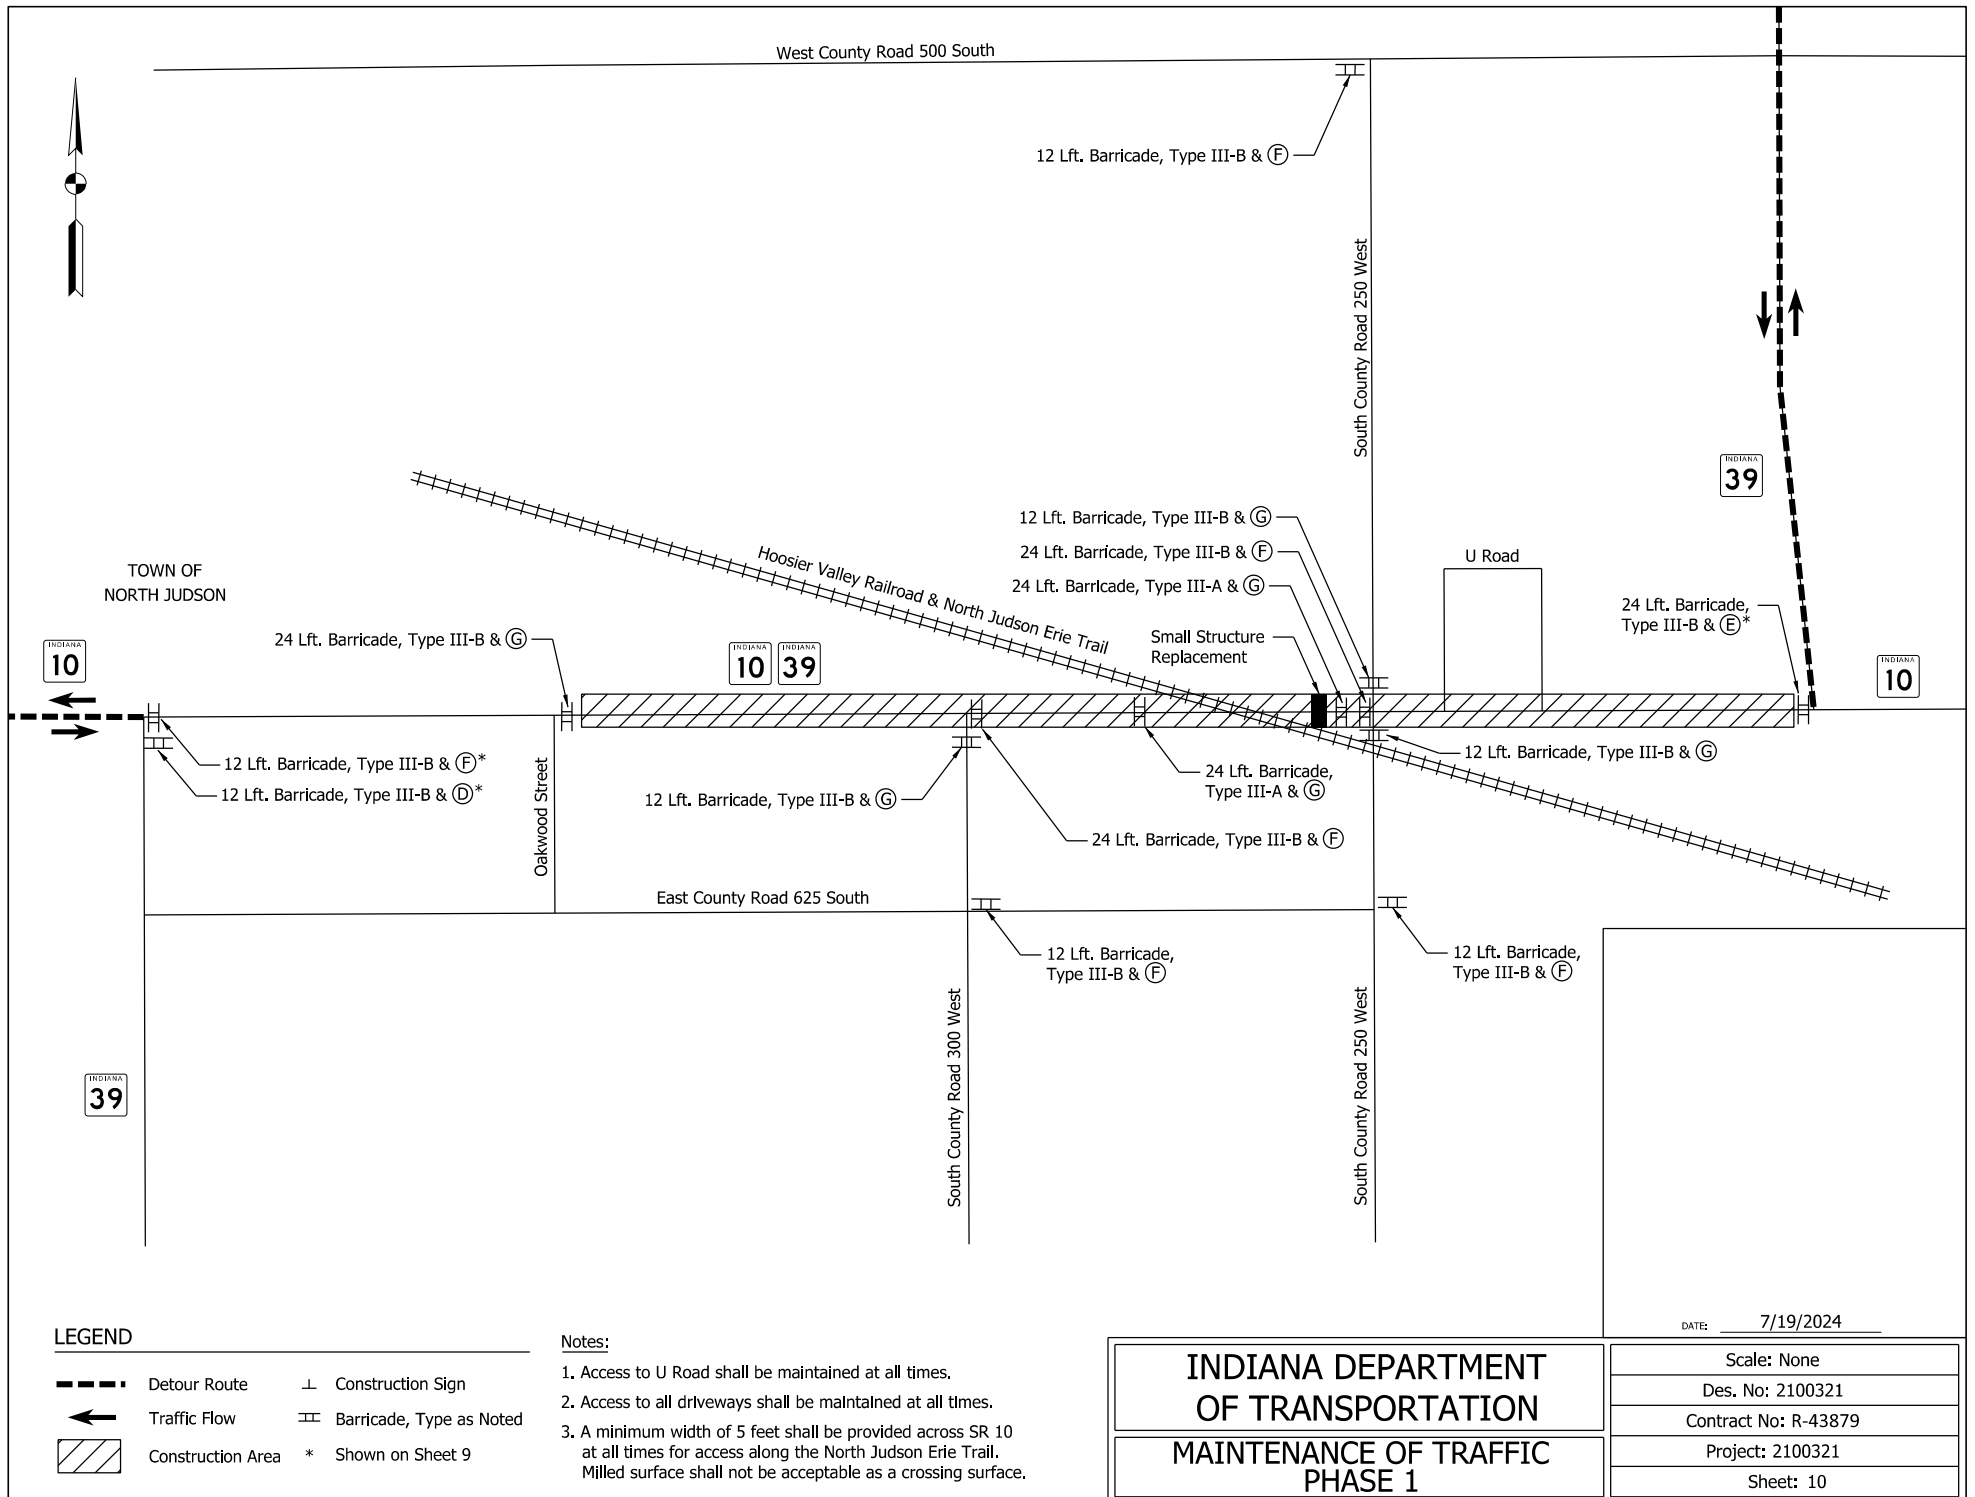 West County Road 500 South
12 Lft. Barricade, Type III-B & F
South County Road 250 West
INDIANA
39
Hoosier Valley Railroad & North Judson Erie Trail
12 Lft. Barricade, Type III-B & G
24 Lft. Barricade, Type III-B & F
24 Lft. Barricade, Type III-A & G
U Road
TOWN OF
NORTH JUDSON
24 Lft. Barricade,
Type III-B & E*
24 Lft. Barricade, Type III-B & G
Small Structure
Replacement
INDIANA
10
INDIANA
10
INDIANA
39
INDIANA
10
12 Lft. Barricade, Type III-B & F*
12 Lft. Barricade, Type III-B & D*
Oakwood Street
12 Lft. Barricade, Type III-B & G
24 Lft. Barricade,
Type III-A & G
12 Lft. Barricade, Type III-B & G
24 Lft. Barricade, Type III-B & F
East County Road 625 South
12 Lft. Barricade,
Type III-B & F
12 Lft. Barricade,
Type III-B & F
South County Road 300 West
South County Road 250 West
INDIANA
39
LEGEND
Detour Route
Construction Sign
Traffic Flow
Barricade, Type as Noted
Construction Area
* Shown on Sheet 9
Notes:
1. Access to U Road shall be maintained at all times.
2. Access to all driveways shall be maintained at all times.
3. A minimum width of 5 feet shall be provided across SR 10
at all times for access along the North Judson Erie Trail.
Milled surface shall not be acceptable as a crossing surface.
DATE: 7/19/2024
INDIANA DEPARTMENT
OF TRANSPORTATION
MAINTENANCE OF TRAFFIC
PHASE 1
Scale: None
Des. No: 2100321
Contract No: R-43879
Project: 2100321
Sheet: 10